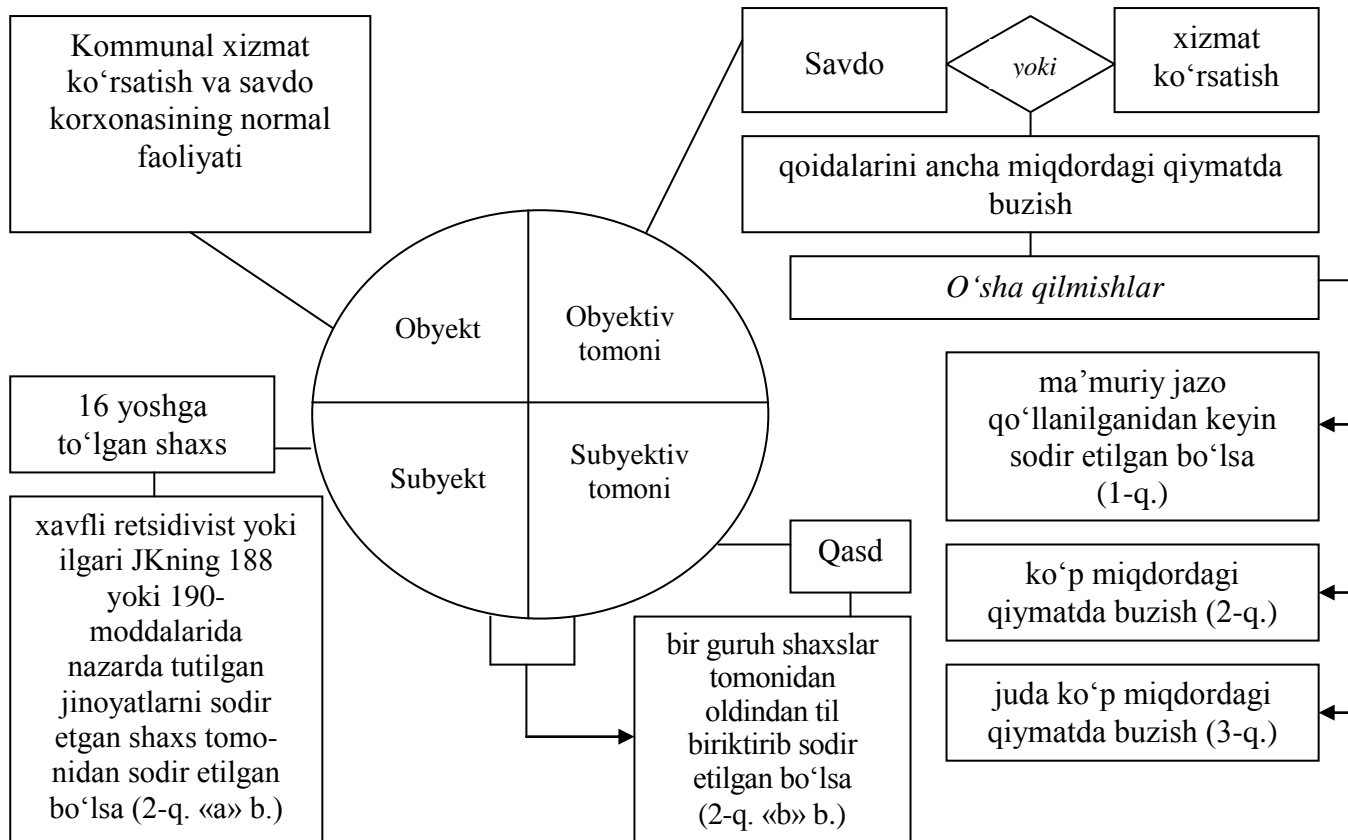 Kommunal xizmat
ko‘rsatish va savdo
korxonasining normal
faoliyati
Savdo
yoki
xizmat
ko‘rsatish
qoidalarini ancha miqdordagi qiymatda
buzish
O‘sha qilmishlar
Obyekt
Obyektiv
tomoni
Subyekt
Subyektiv
tomoni
16 yoshga
to‘lgan shaxs
xavfli retsidivist yoki
ilgari JKning 188
yoki 190-
moddalarida
nazarda tutilgan
jinoyatlarni sodir
etgan shaxs tomo-
nidan sodir etilgan
bo‘lsa (2-q. «a» b.)
Qasd
bir guruh shaxslar
tomonidan
oldindan til
biriktirib sodir
etilgan bo‘lsa
(2-q. «b» b.)
ma’muriy jazo
qo‘llanilganidan keyin
sodir etilgan bo‘lsa
(1-q.)
ko‘p miqdordagi
qiymatda buzish (2-q.)
juda ko‘p miqdordagi
qiymatda buzish (3-q.)